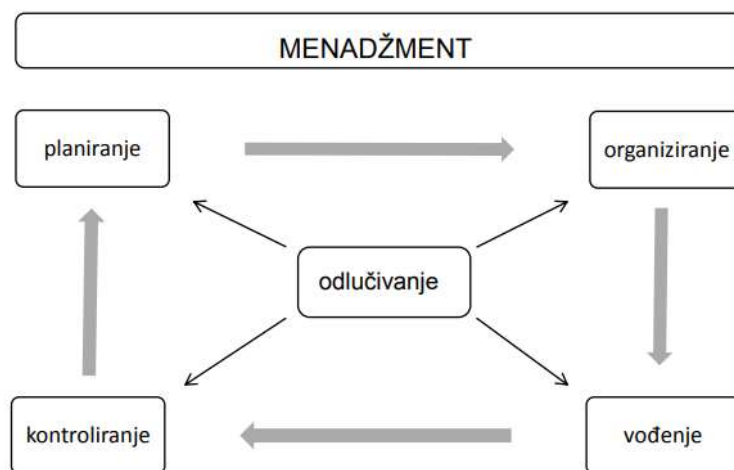 MENADŽMENT
planiranje
organiziranje
odlučivanje
kontroliranje
vođenje